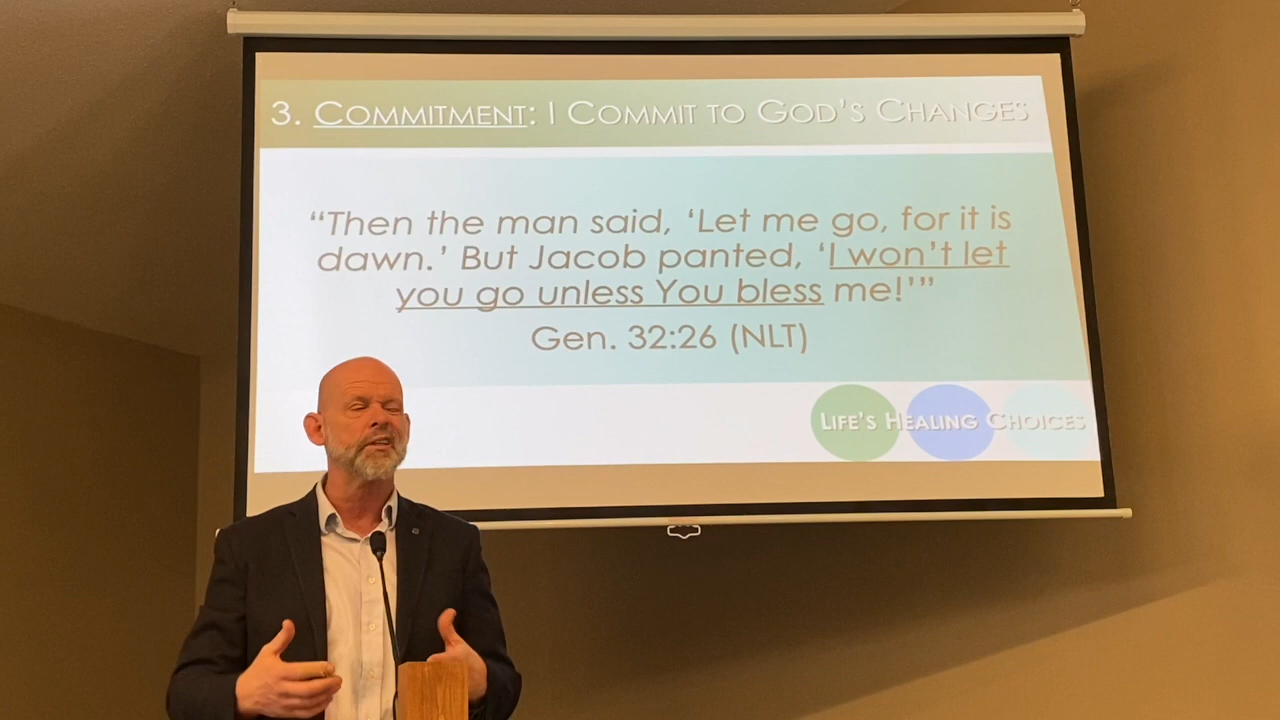 3. COMMITMENT: I COMMIT TO GOD'S CHANGES
“Then the man said, ‘Let me go, for it is
dawn.’ But Jacob panted, ‘I won’t let
you go unless You bless me!’”
Gen. 32:26 (NLT)
LIFE'S HEALING CHOICES